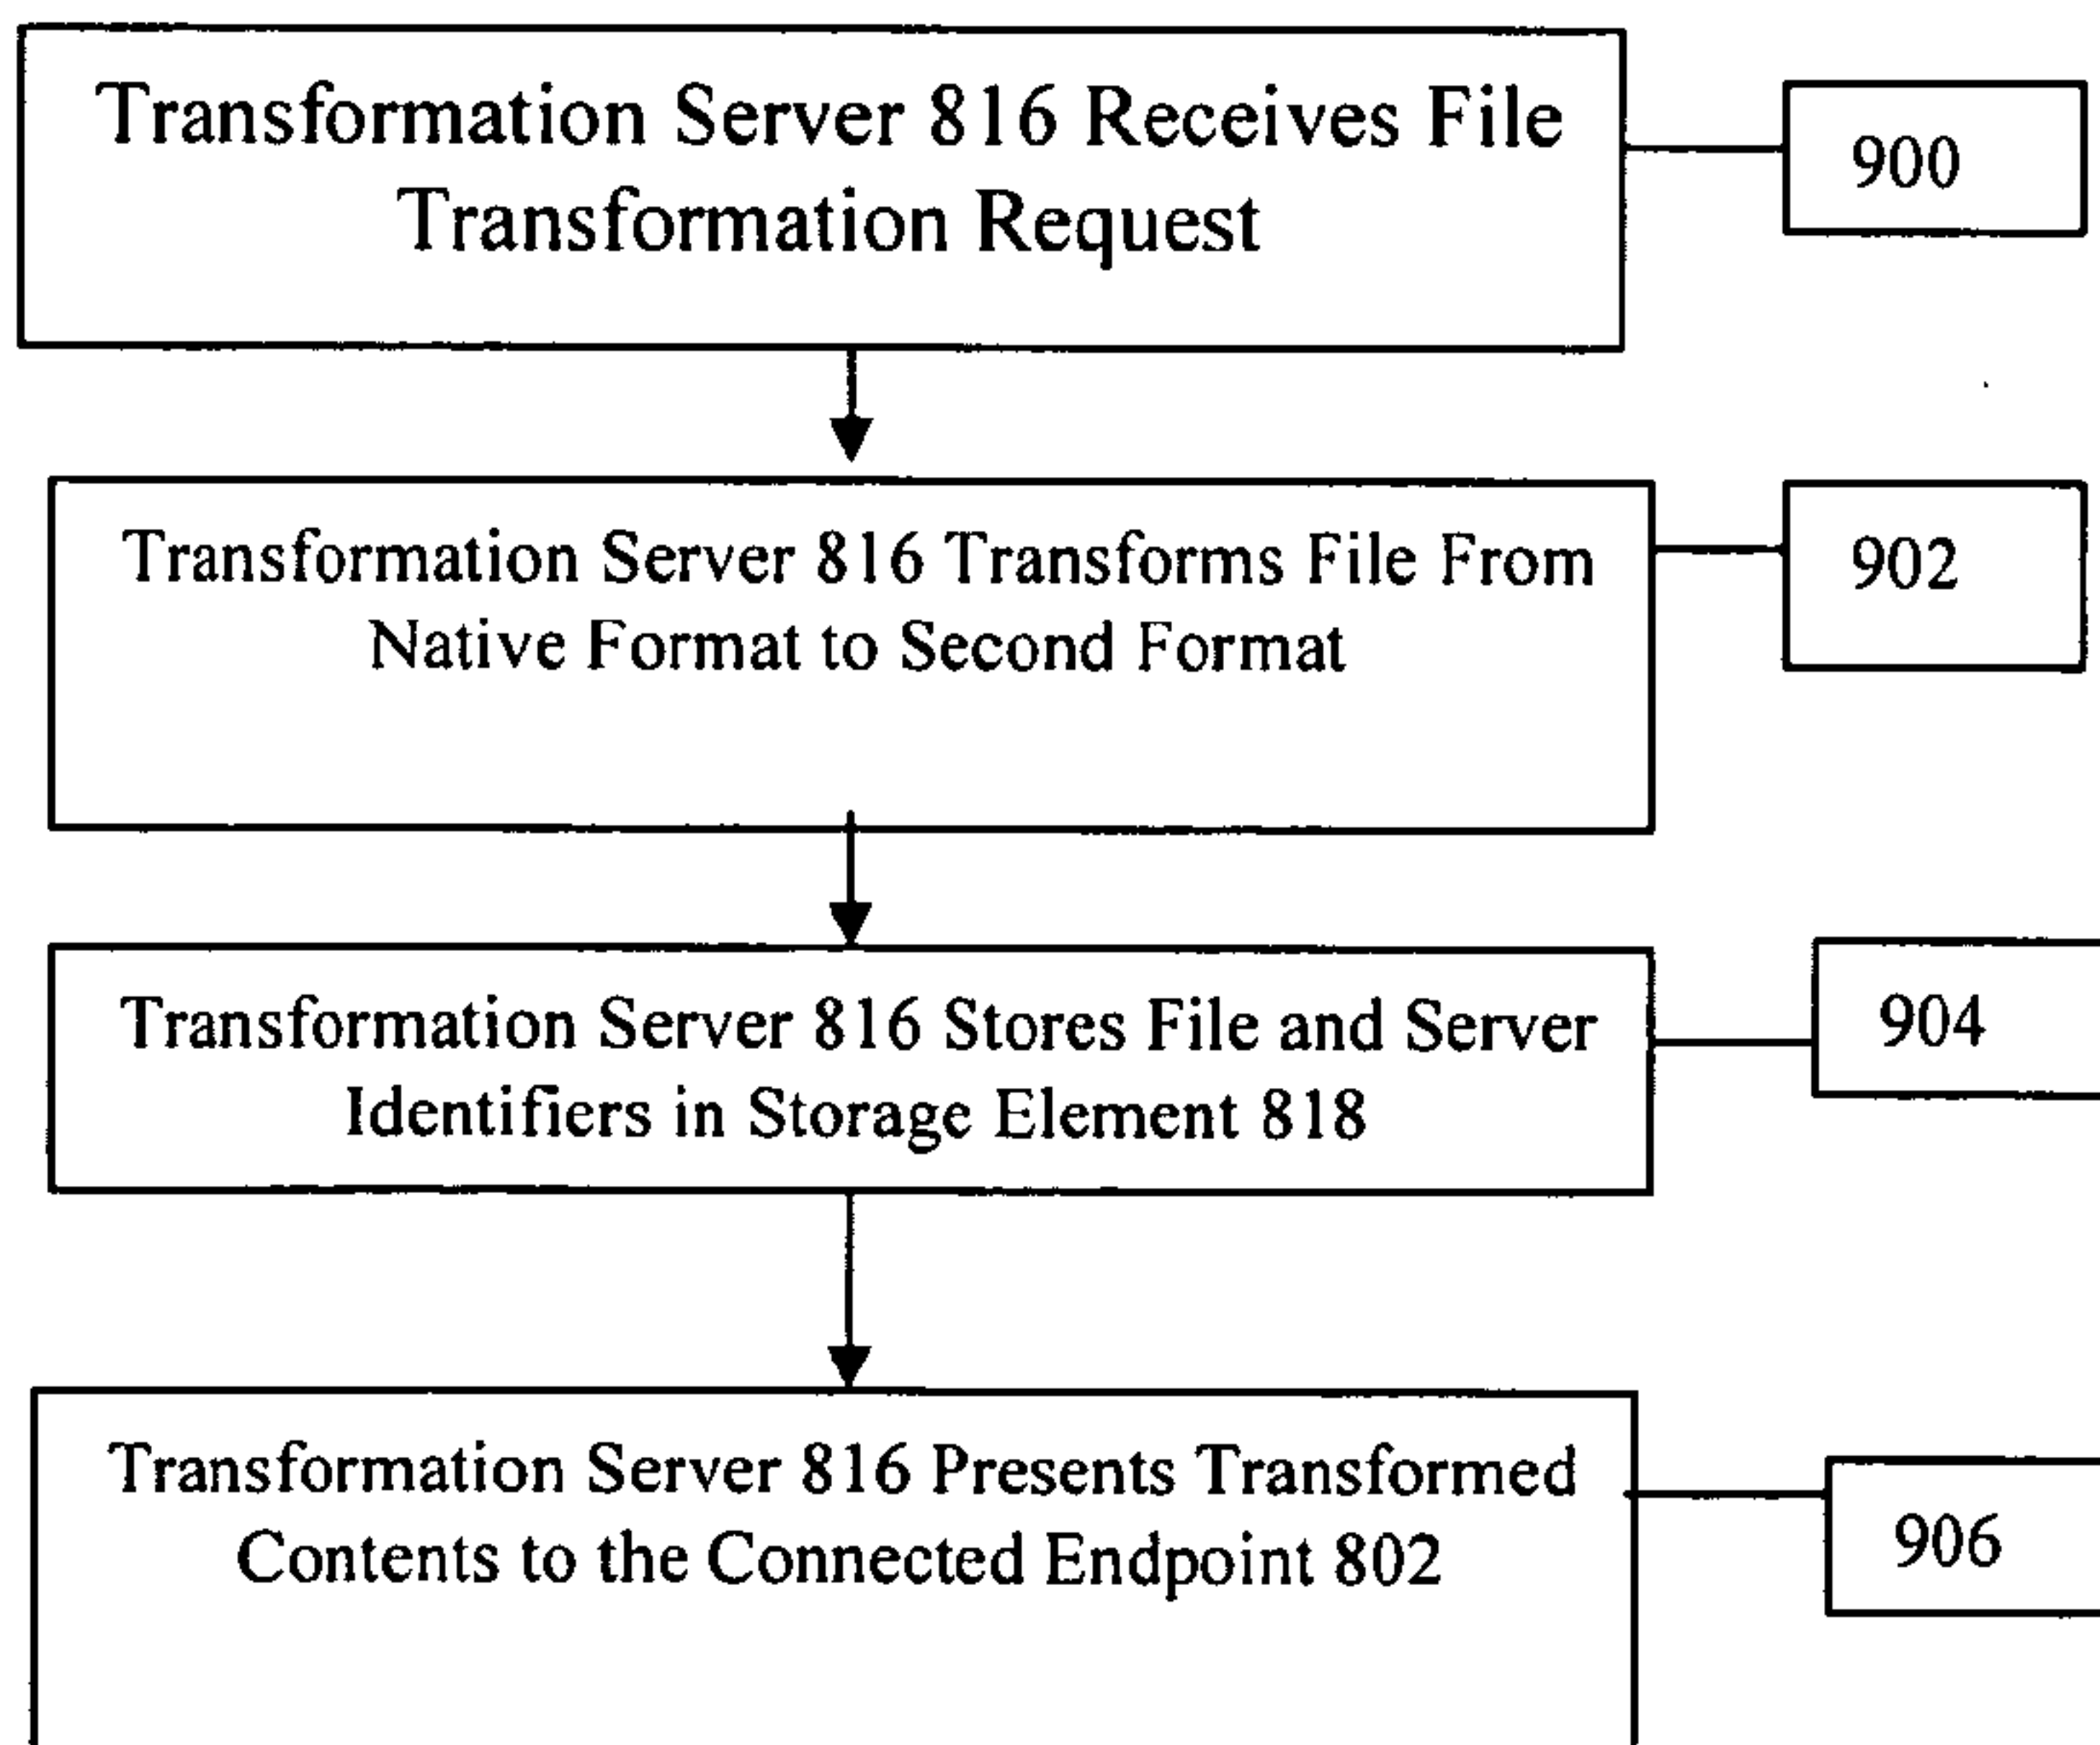 Transformation Server 816 Receives File
Transformation Request
900
Transformation Server 816 Transforms File From
Native Format to Second Format
902
Transformation Server 816 Stores File and Server
Identifiers in Storage Element 818
904
Transformation Server 816 Presents Transformed
Contents to the Connected Endpoint 802
906